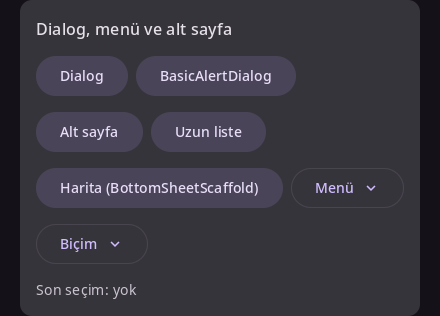 Dialog, menü ve alt sayfa
Dialog BasicAlertDialog
Alt sayfa Uzun liste
Harita (BottomSheetScaffold) Menü
Biçim
Son seçim: yok